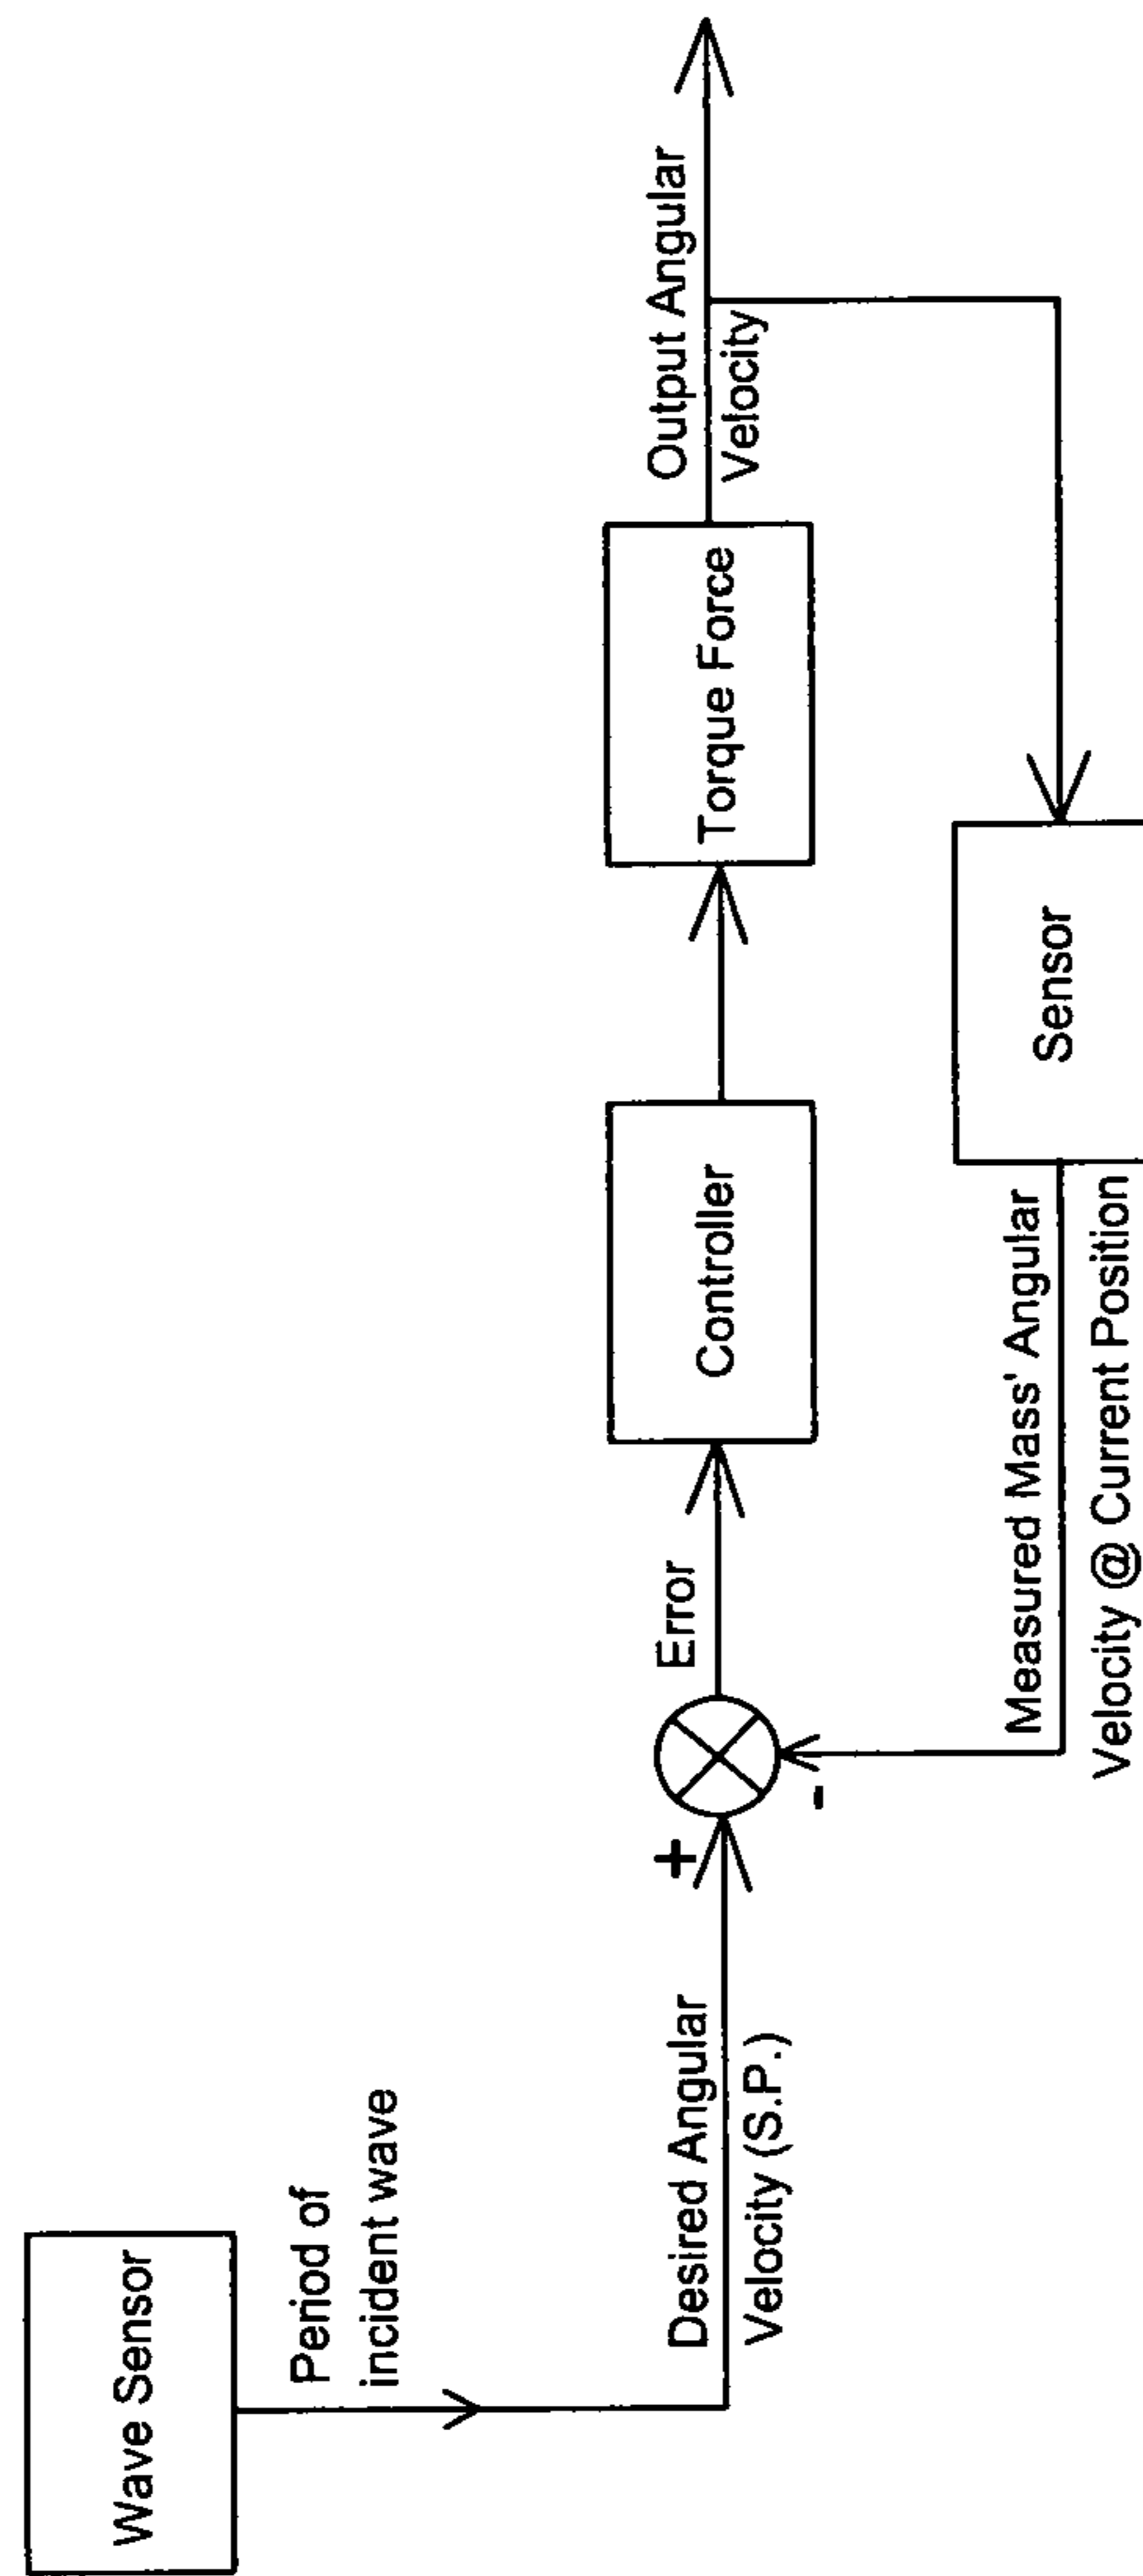 Wave Sensor
Period of
incident wave
Desired Angular
Velocity (S.P.)
+
-
Error
Controller
Torque Force
Output Angular
Velocity
Sensor
Measured Mass' Angular
Velocity @ Current Position